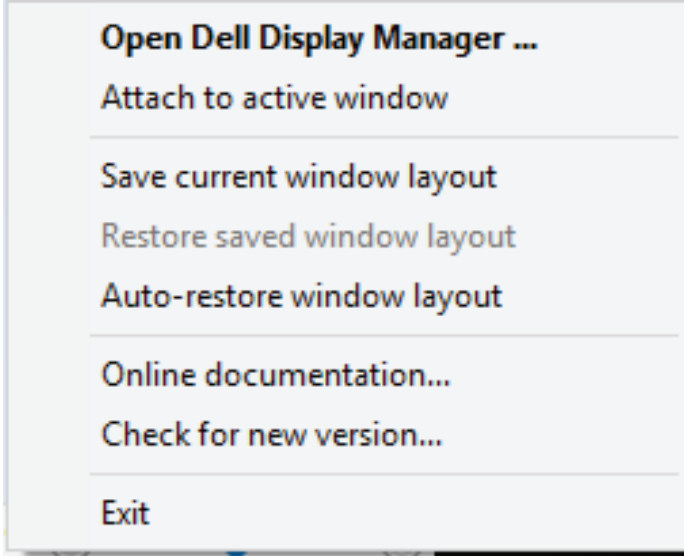 Open Dell Display Manager ...
Attach to active window
Save current window layout
Restore saved window layout
Auto-restore window layout
Online documentation...
Check for new version...
Exit